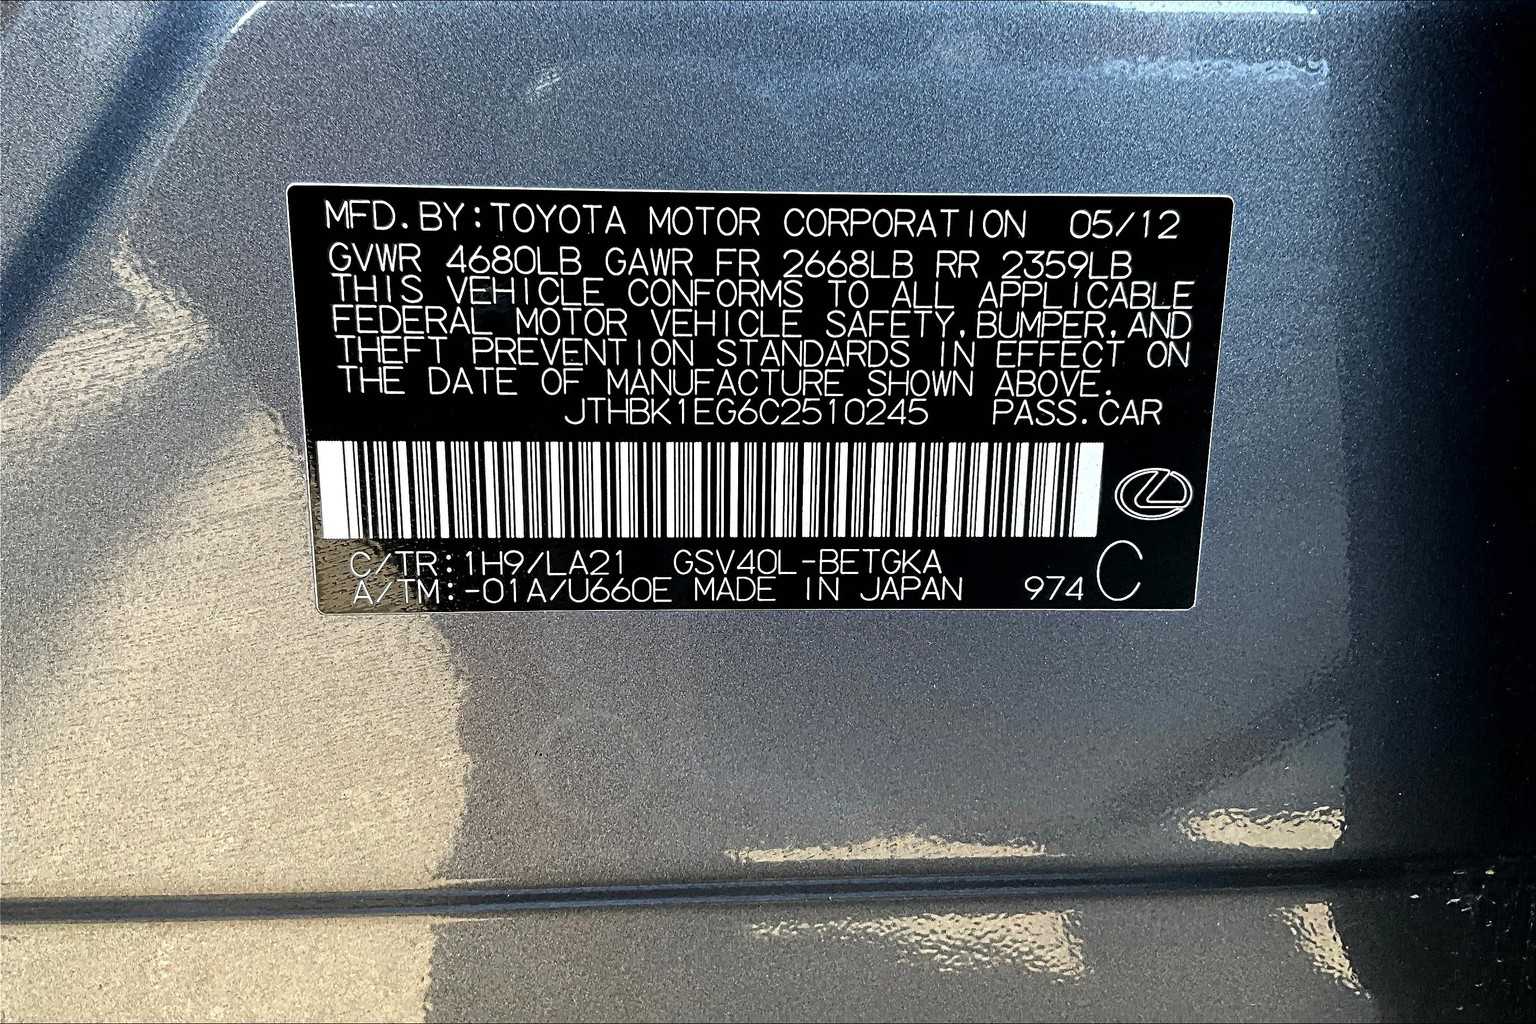 MFD.BY:TOYOTA MOTOR CORPORATION 05/12
GVWR 4680LB GAWR FR 2668LB RR 2359LB
THIS VEHICLE CONFORMS TO ALL APPLICABLE
FEDERAL MOTOR VEHICLE SAFETY,BUMPER,AND
THEFT PREVENTION STANDARDS IN EFFECT ON
THE DATE OF MANUFACTURE SHOWN ABOVE.
JTHBK1EG6C2510245 PASS.CAR
C/TR:1H9/LA21 GSV40L-BETGKA
A/TM:-01A/U660E MADE IN JAPAN 974 C